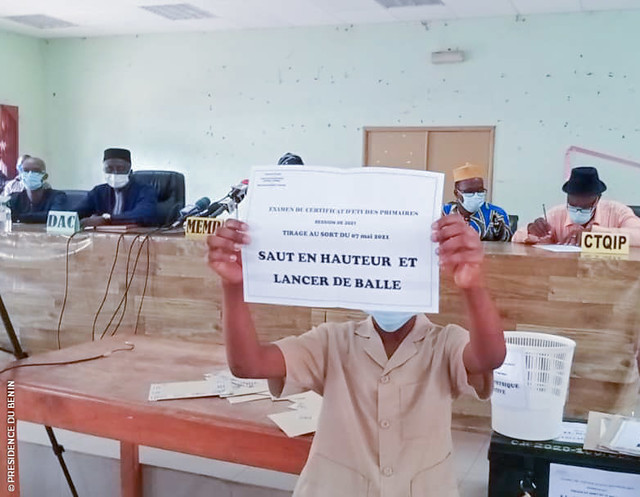 EXAMEN DU CERTIFICAT D'ETUDES PRIMAIRES
SESSION DE 2021
TIRAGE AU SORT DU 07 mai 2021
SAUT EN HAUTEUR ET
LANCER DE BALLE
DAC
MEMP
CTQIP
© PRESIDENCE DU BENIN